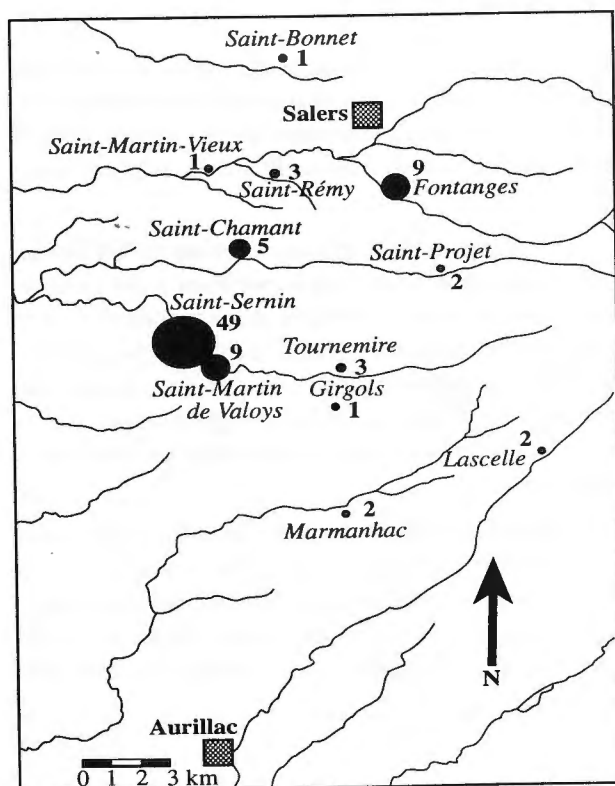 Saint-Bonnet
1
Salers
Saint-Martin-Vieux
1
3
Saint-Rémy
9
Fontanges
Saint-Chamant
5
Saint-Projet
2
Saint-Sernin
49
9
Saint-Martin
de Valoys
Tournemire
3
Girgols
1
2
Lascelle
2
Marmanhac
N
Aurillac
0 1 2 3 km